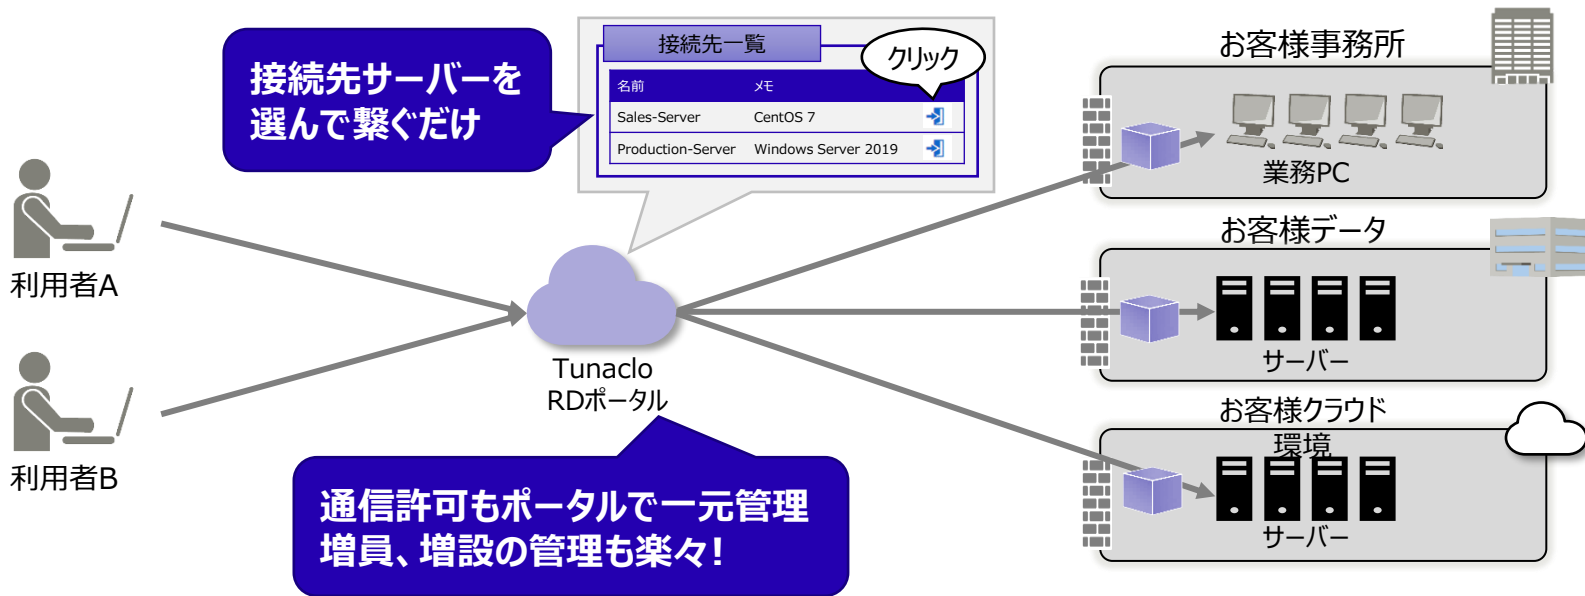 接続先サーバーを
選んで繋ぐだけ
接続先一覧
クリック
名前 メモ
Sales-Server CentOS 7
Production-Server Windows Server 2019
利用者A
利用者B
Tunaclo
RDポータル
通信許可もポータルで一元管理
増員、増設の管理も楽々!
お客様事務所
業務PC
お客様データ
サーバー
お客様クラウド
環境
サーバー